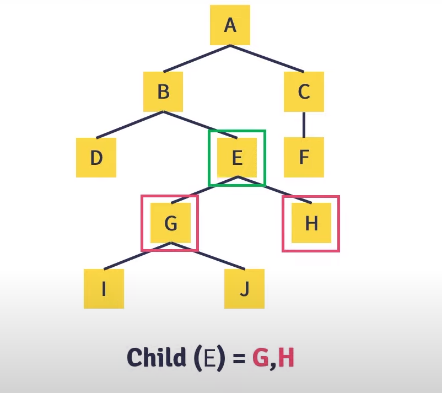 A
B C
D E F
G H
I J
Child (E) = G,H